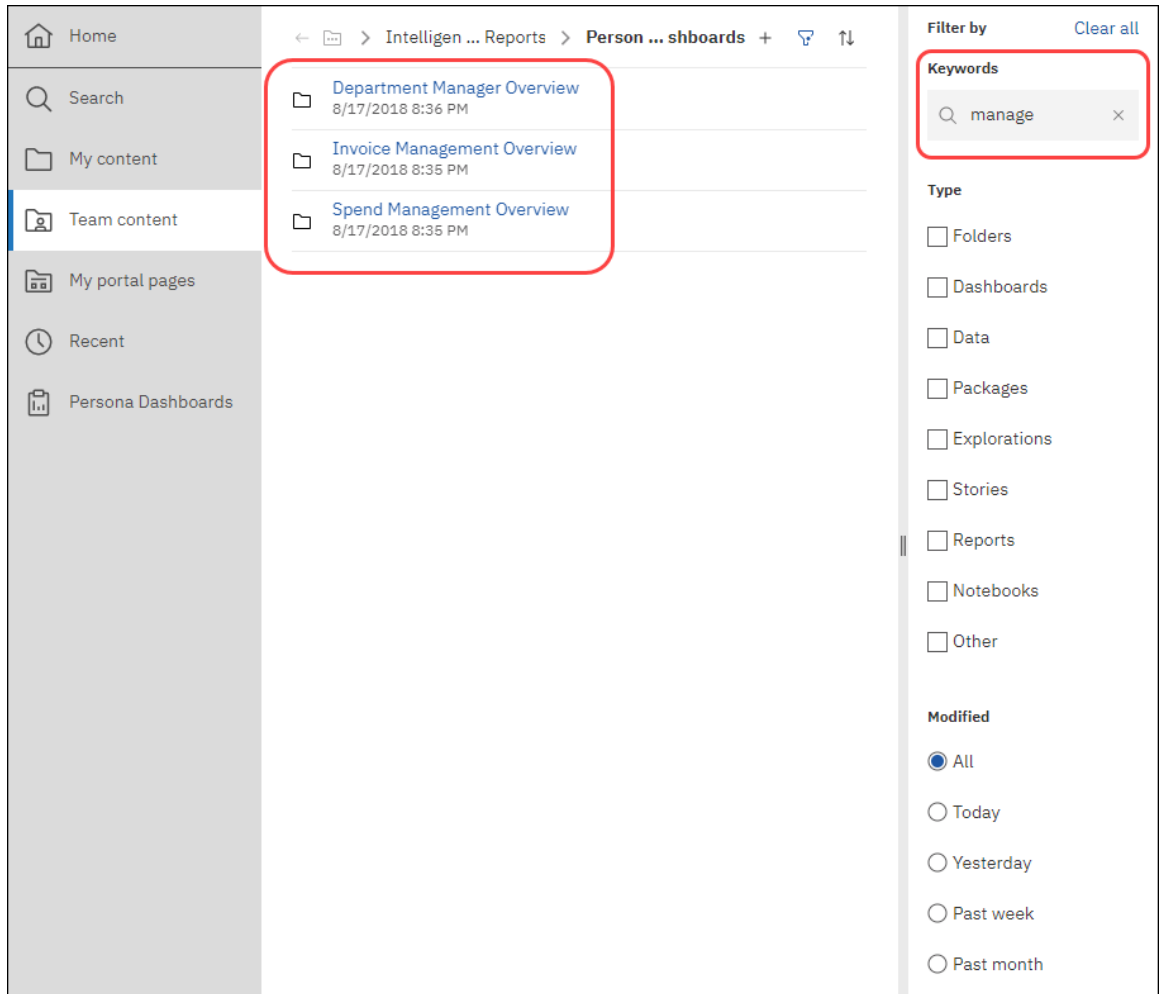 Home
Search
My content
Team content
My portal pages
Recent
Persona Dashboards
Intelligen ... Reports > Person ... shboards
Department Manager Overview
8/17/2018 8:36 PM
Invoice Management Overview
8/17/2018 8:35 PM
Spend Management Overview
8/17/2018 8:35 PM
Filter by Clear all
Keywords
manage
Type
Folders
Dashboards
Data
Packages
Explorations
Stories
Reports
Notebooks
Other
Modified
All
Today
Yesterday
Past week
Past month